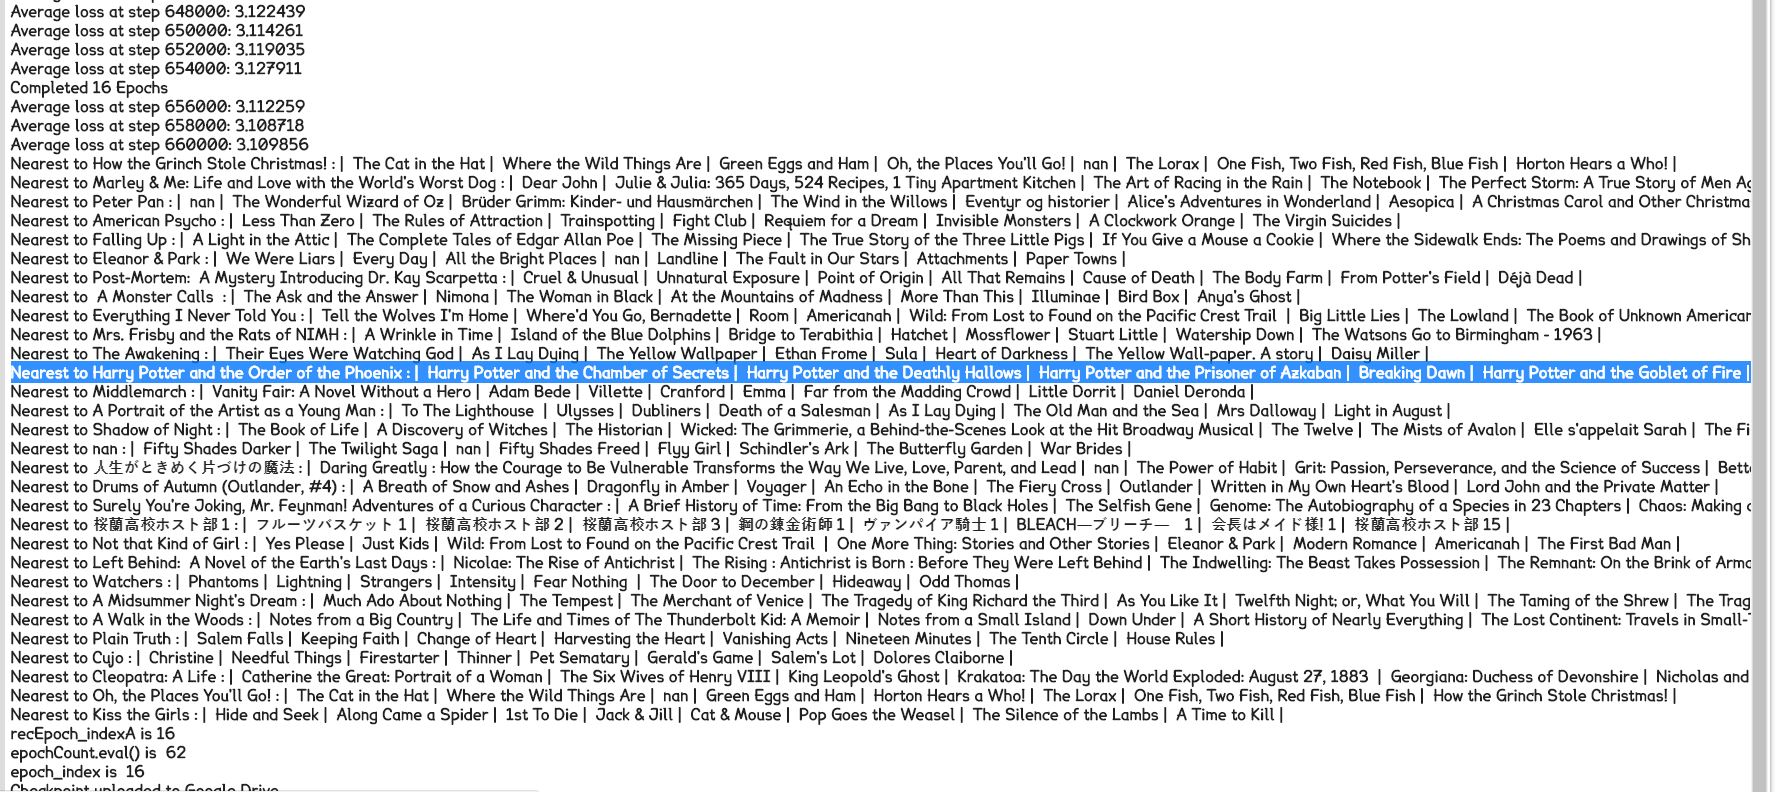 Average loss at step 648000: 3.122439
Average loss at step 650000: 3.114261
Average loss at step 652000: 3.119035
Average loss at step 654000: 3.127911
Completed 16 Epochs
Average loss at step 656000: 3.112259
Average loss at step 658000: 3.108718
Average loss at step 660000: 3.109856
Nearest to How the Grinch Stole Christmas! : | The Cat in the Hat | Where the Wild Things Are | Green Eggs and Ham | Oh, the Places You'll Go! | nan | The Lorax | One Fish, Two Fish, Red Fish, Blue Fish | Horton Hears a Who! |
Nearest to Marley & Me: Life and Love with the World's Worst Dog : | Dear John | Julie & Julia: 365 Days, 524 Recipes, 1 Tiny Apartment Kitchen | The Art of Racing in the Rain | The Notebook | The Perfect Storm: A True Story of Men Ag
Nearest to Peter Pan : | nan | The Wonderful Wizard of Oz | Brüder Grimm: Kinder- und Hausmärchen | The Wind in the Willows | Eventyr og historier | Alice's Adventures in Wonderland | Aesopica | A Christmas Carol and Other Christma
Nearest to American Psycho : | Less Than Zero | The Rules of Attraction | Trainspotting | Fight Club | Requiem for a Dream | Invisible Monsters | A Clockwork Orange | The Virgin Suicides |
Nearest to Falling Up : | A Light in the Attic | The Complete Tales of Edgar Allan Poe | The Missing Piece | The True Story of the Three Little Pigs | If You Give a Mouse a Cookie | Where the Sidewalk Ends: The Poems and Drawings of Sh
Nearest to Eleanor & Park : | We Were Liars | Every Day | All the Bright Places | nan | Landline | The Fault in Our Stars | Attachments | Paper Towns |
Nearest to Post-Mortem: A Mystery Introducing Dr. Kay Scarpetta : | Cruel & Unusual | Unnatural Exposure | Point of Origin | All That Remains | Cause of Death | The Body Farm | From Potter's Field | Déjà Dead |
Nearest to A Monster Calls : | The Ask and the Answer | Nimona | The Woman in Black | At the Mountains of Madness | More Than This | Illuminae | Bird Box | Anya's Ghost |
Nearest to Everything I Never Told You : | Tell the Wolves I'm Home | Where'd You Go, Bernadette | Room | Americanah | Wild: From Lost to Found on the Pacific Crest Trail | Big Little Lies | The Lowland | The Book of Unknown American
Nearest to Mrs. Frisby and the Rats of NIMH : | A Wrinkle in Time | Island of the Blue Dolphins | Bridge to Terabithia | Hatchet | Mossflower | Stuart Little | Watership Down | The Watsons Go to Birmingham - 1963 |
Nearest to The Awakening : | Their Eyes Were Watching God | As I Lay Dying | The Yellow Wallpaper | Ethan Frome | Sula | Heart of Darkness | The Yellow Wall-paper. A story | Daisy Miller |
Nearest to Harry Potter and the Order of the Phoenix : | Harry Potter and the Chamber of Secrets | Harry Potter and the Deathly Hallows | Harry Potter and the Prisoner of Azkaban | Breaking Dawn | Harry Potter and the Goblet of Fire |
Nearest to Middlemarch : | Vanity Fair: A Novel Without a Hero | Adam Bede | Villette | Cranford | Emma | Far from the Madding Crowd | Little Dorrit | Daniel Deronda |
Nearest to A Portrait of the Artist as a Young Man : | To The Lighthouse | Ulysses | Dubliners | Death of a Salesman | As I Lay Dying | The Old Man and the Sea | Mrs Dalloway | Light in August |
Nearest to Shadow of Night : | The Book of Life | A Discovery of Witches | The Historian | Wicked: The Grimmerie, a Behind-the-Scenes Look at the Hit Broadway Musical | The Twelve | The Mists of Avalon | Elle s'appelait Sarah | The Fi
Nearest to nan : | Fifty Shades Darker | The Twilight Saga | nan | Fifty Shades Freed | Flyy Girl | Schindler's Ark | The Butterfly Garden | War Brides |
Nearest to 人生がときめく片づけの魔法 : | Daring Greatly : How the Courage to Be Vulnerable Transforms the Way We Live, Love, Parent, and Lead | nan | The Power of Habit | Grit: Passion, Perseverance, and the Science of Success | Bett
Nearest to Drums of Autumn (Outlander, #4) : | A Breath of Snow and Ashes | Dragonfly in Amber | Voyager | An Echo in the Bone | The Fiery Cross | Outlander | Written in My Own Heart's Blood | Lord John and the Private Matter |
Nearest to Surely You're Joking, Mr. Feynman! Adventures of a Curious Character : | A Brief History of Time: From the Big Bang to Black Holes | The Selfish Gene | Genome: The Autobiography of a Species in 23 Chapters | Chaos: Making o
Nearest to 桜蘭高校ホスト部 1 : | フルーツバスケット 1 | 桜蘭高校ホスト部 2 | 桜蘭高校ホスト部 3 | 鋼の錬金術師 1 | ヴァンパイア騎士 1 | BLEACH―ブリーチ― 1 | 会長はメイド様! 1 | 桜蘭高校ホスト部 15 |
Nearest to Not that Kind of Girl : | Yes Please | Just Kids | Wild: From Lost to Found on the Pacific Crest Trail | One More Thing: Stories and Other Stories | Eleanor & Park | Modern Romance | Americanah | The First Bad Man |
Nearest to Left Behind: A Novel of the Earth's Last Days : | Nicolae: The Rise of Antichrist | The Rising : Antichrist is Born : Before They Were Left Behind | The Indwelling: The Beast Takes Possession | The Remnant: On the Brink of Arma
Nearest to Watchers : | Phantoms | Lightning | Strangers | Intensity | Fear Nothing | The Door to December | Hideaway | Odd Thomas |
Nearest to A Midsummer Night's Dream : | Much Ado About Nothing | The Tempest | The Merchant of Venice | The Tragedy of King Richard the Third | As You Like It | Twelfth Night; or, What You Will | The Taming of the Shrew | The Trag
Nearest to A Walk in the Woods : | Notes from a Big Country | The Life and Times of The Thunderbolt Kid: A Memoir | Notes from a Small Island | Down Under | A Short History of Nearly Everything | The Lost Continent: Travels in Small-T
Nearest to Plain Truth : | Salem Falls | Keeping Faith | Change of Heart | Harvesting the Heart | Vanishing Acts | Nineteen Minutes | The Tenth Circle | House Rules |
Nearest to Cujo : | Christine | Needful Things | Firestarter | Thinner | Pet Sematary | Gerald's Game | Salem's Lot | Dolores Claiborne |
Nearest to Cleopatra: A Life : | Catherine the Great: Portrait of a Woman | The Six Wives of Henry VIII | King Leopold's Ghost | Krakatoa: The Day the World Exploded: August 27, 1883 | Georgiana: Duchess of Devonshire | Nicholas and
Nearest to Oh, the Places You'll Go! : | The Cat in the Hat | Where the Wild Things Are | nan | Green Eggs and Ham | Horton Hears a Who! | The Lorax | One Fish, Two Fish, Red Fish, Blue Fish | How the Grinch Stole Christmas! |
Nearest to Kiss the Girls : | Hide and Seek | Along Came a Spider | 1st To Die | Jack & Jill | Cat & Mouse | Pop Goes the Weasel | The Silence of the Lambs | A Time to Kill |
recEpoch_indexA is 16
epochCount.eval() is 62
epoch_index is 16
Checkpoint uploaded to Google Drive